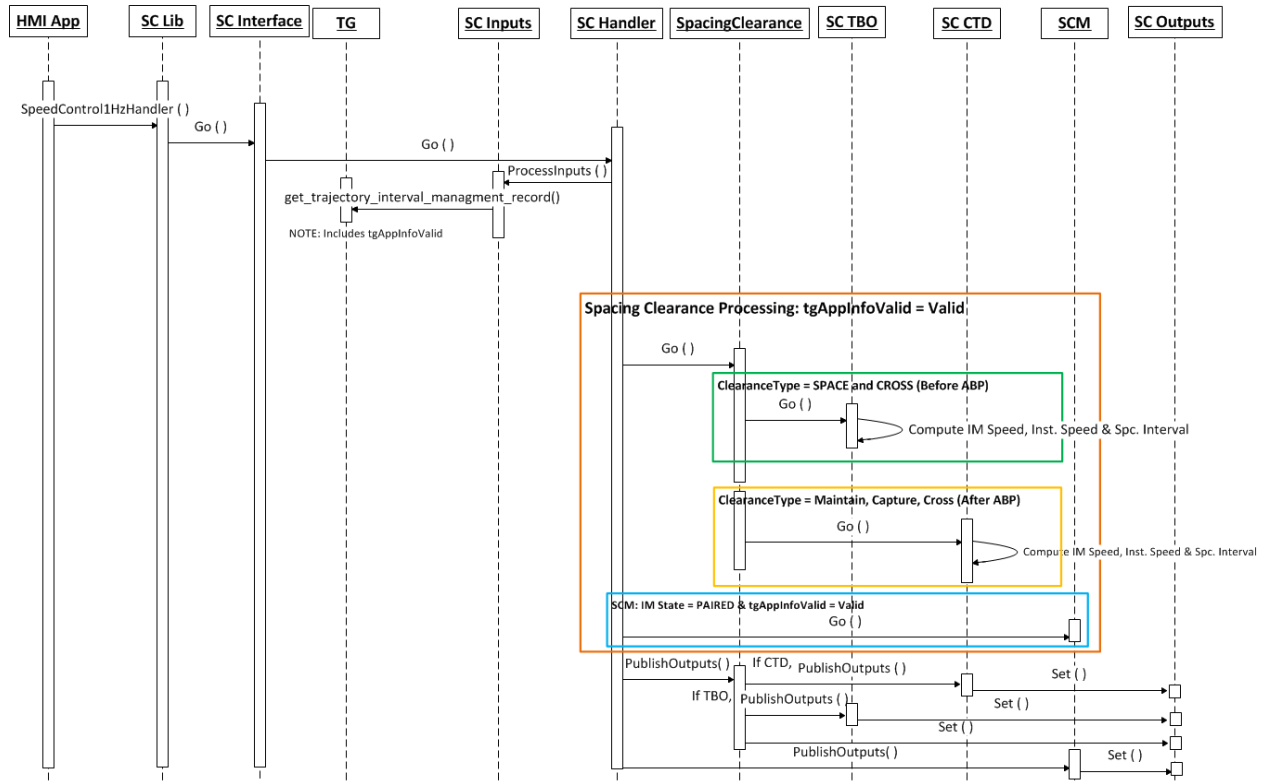 HMI App
SC Lib
SC Interface
TG
SC Inputs
SC Handler
SpacingClearance
SC TBO
SC CTD
SCM
SC Outputs
SpeedControl1HzHandler ( )
Go ( )
Go ( )
ProcessInputs ( )
get_trajectory_interval_managment_record()
NOTE: Includes tgAppInfoValid
Spacing Clearance Processing: tgAppInfoValid = Valid
Go ( )
ClearanceType = SPACE and CROSS (Before ABP)
Go ( )
Compute IM Speed, Inst. Speed & Spc. Interval
ClearanceType = Maintain, Capture, Cross (After ABP)
Go ( )
Compute IM Speed, Inst. Speed & Spc. Interval
SCM: IM State = PAIRED & tgAppInfoValid = Valid
Go ( )
PublishOutputs( )
If CTD,
PublishOutputs ( )
Set ( )
If TBO,
PublishOutputs ( )
Set ( )
Set ( )
PublishOutputs( )
Set ( )